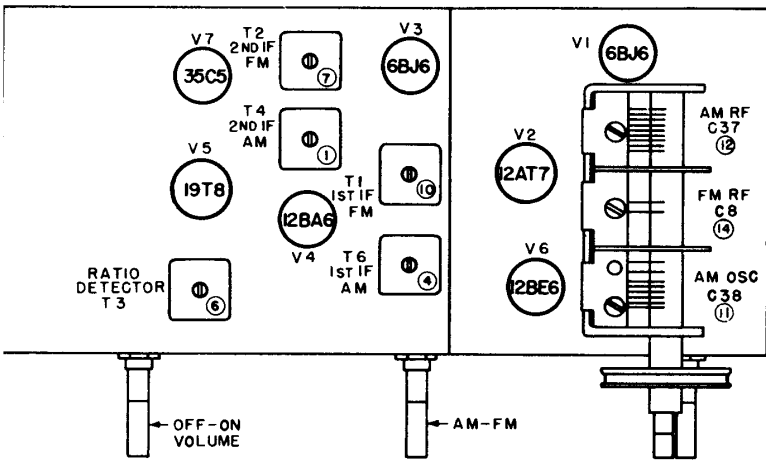 V7
35C5
T2
2ND IF
FM
7
V3
6BJ6
V1
6BJ6
T4
2ND IF
AM
1
AM RF
C37
12
V5
19T8
V2
12AT7
T1
1ST IF
FM
10
12BA6
V4
FM RF
C8
14
T6
1ST IF
AM
4
V6
12BE6
RATIO
DETECTOR
T3
6
AM OSC
C38
11
OFF-ON
VOLUME
AM-FM